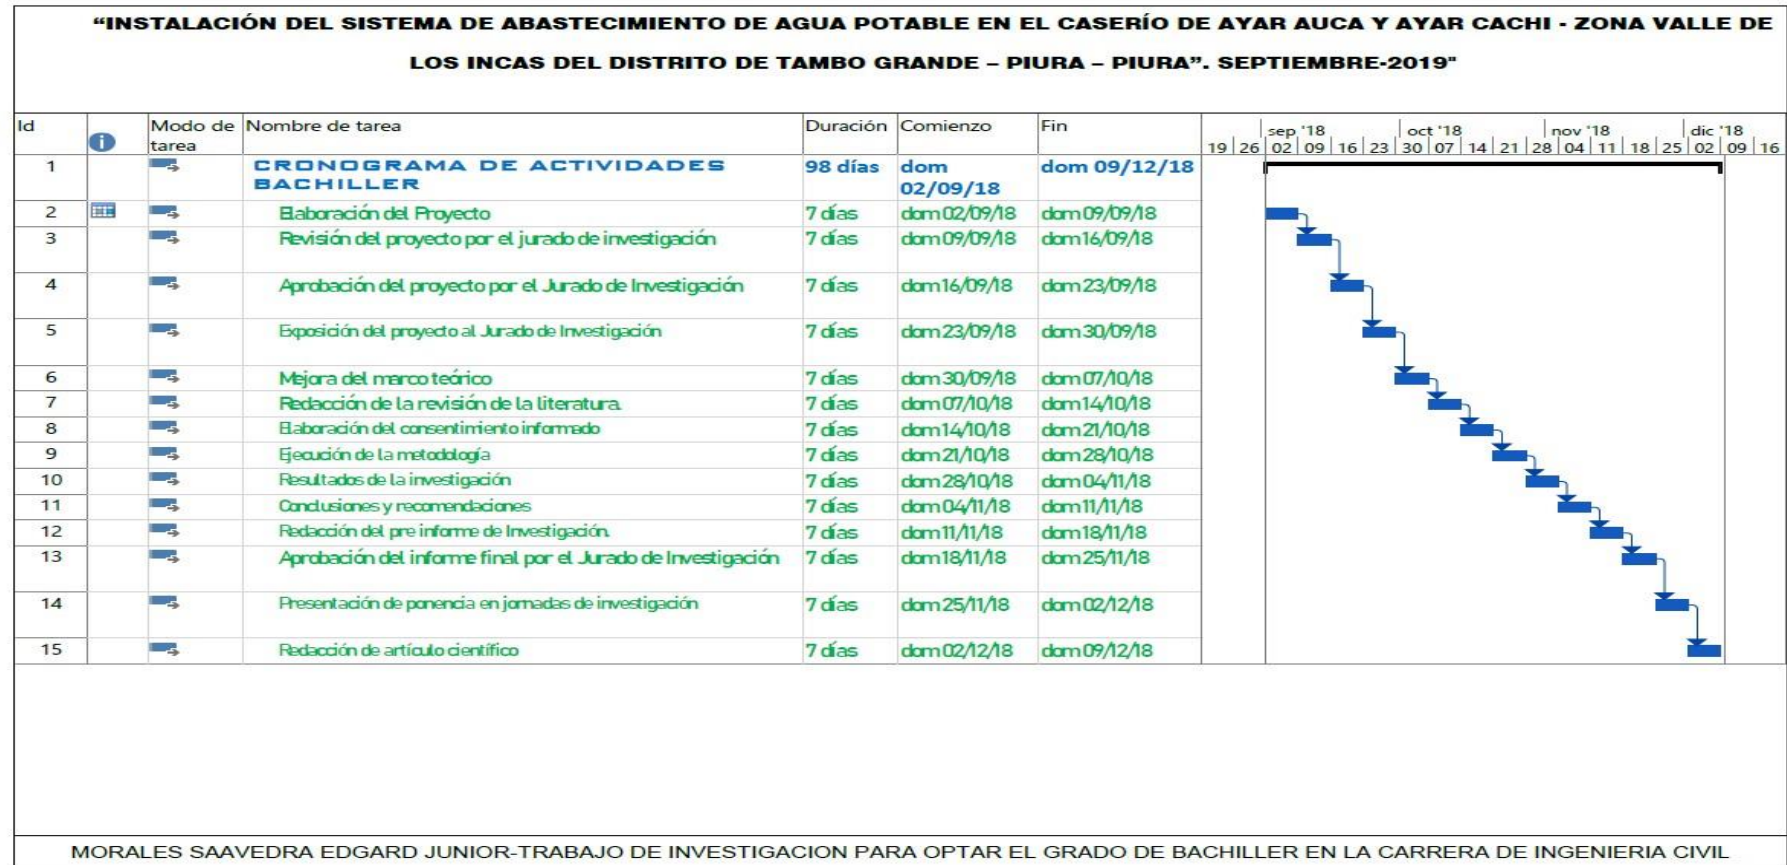 “INSTALACIÓN DEL SISTEMA DE ABASTECIMIENTO DE AGUA POTABLE EN EL CASERÍO DE AYAR AUCA Y AYAR CACHI - ZONA VALLE DE
LOS INCAS DEL DISTRITO DE TAMBO GRANDE – PIURA – PIURA”. SEPTIEMBRE-2019"
Id Modo de tarea Nombre de tarea Duración Comienzo Fin
sep '18 oct '18 nov '18 dic '18
19 26 02 09 16 23 30 07 14 21 28 04 11 18 25 02 09 16
1 CRONOGRAMA DE ACTIVIDADES BACHILLER 98 días dom 02/09/18 dom 09/12/18
2 Elaboración del Proyecto 7 días dom 02/09/18 dom 09/09/18
3 Revisión del proyecto por el jurado de investigación 7 días dom 09/09/18 dom 16/09/18
4 Aprobación del proyecto por el Jurado de Investigación 7 días dom 16/09/18 dom 23/09/18
5 Exposición del proyecto al Jurado de Investigación 7 días dom 23/09/18 dom 30/09/18
6 Mejora del marco teórico 7 días dom 30/09/18 dom 07/10/18
7 Redacción de la revisión de la literatura. 7 días dom 07/10/18 dom 14/10/18
8 Elaboración del consentimiento informado 7 días dom 14/10/18 dom 21/10/18
9 Ejecución de la metodología 7 días dom 21/10/18 dom 28/10/18
10 Resultados de la investigación 7 días dom 28/10/18 dom 04/11/18
11 Conclusiones y recomendaciones 7 días dom 04/11/18 dom 11/11/18
12 Redacción del pre informe de Investigación. 7 días dom 11/11/18 dom 18/11/18
13 Aprobación del informe final por el Jurado de Investigación 7 días dom 18/11/18 dom 25/11/18
14 Presentación de ponencia en jornadas de investigación 7 días dom 25/11/18 dom 02/12/18
15 Redacción de artículo científico 7 días dom 02/12/18 dom 09/12/18
MORALES SAAVEDRA EDGARD JUNIOR-TRABAJO DE INVESTIGACION PARA OPTAR EL GRADO DE BACHILLER EN LA CARRERA DE INGENIERIA CIVIL